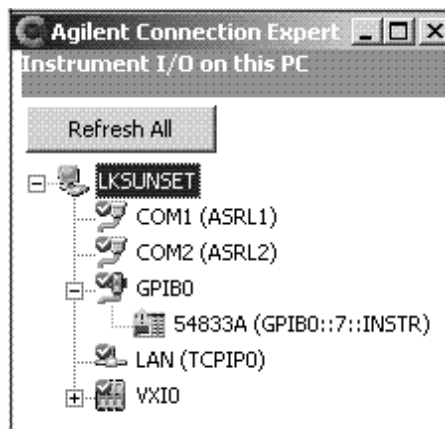 Agilent Connection Expert
Instrument I/O on this PC
Refresh All
LKSUNSET
COM1 (ASRL1)
COM2 (ASRL2)
GPIB0
54833A (GPIB0::7::INSTR)
LAN (TCPIP0)
VXI0